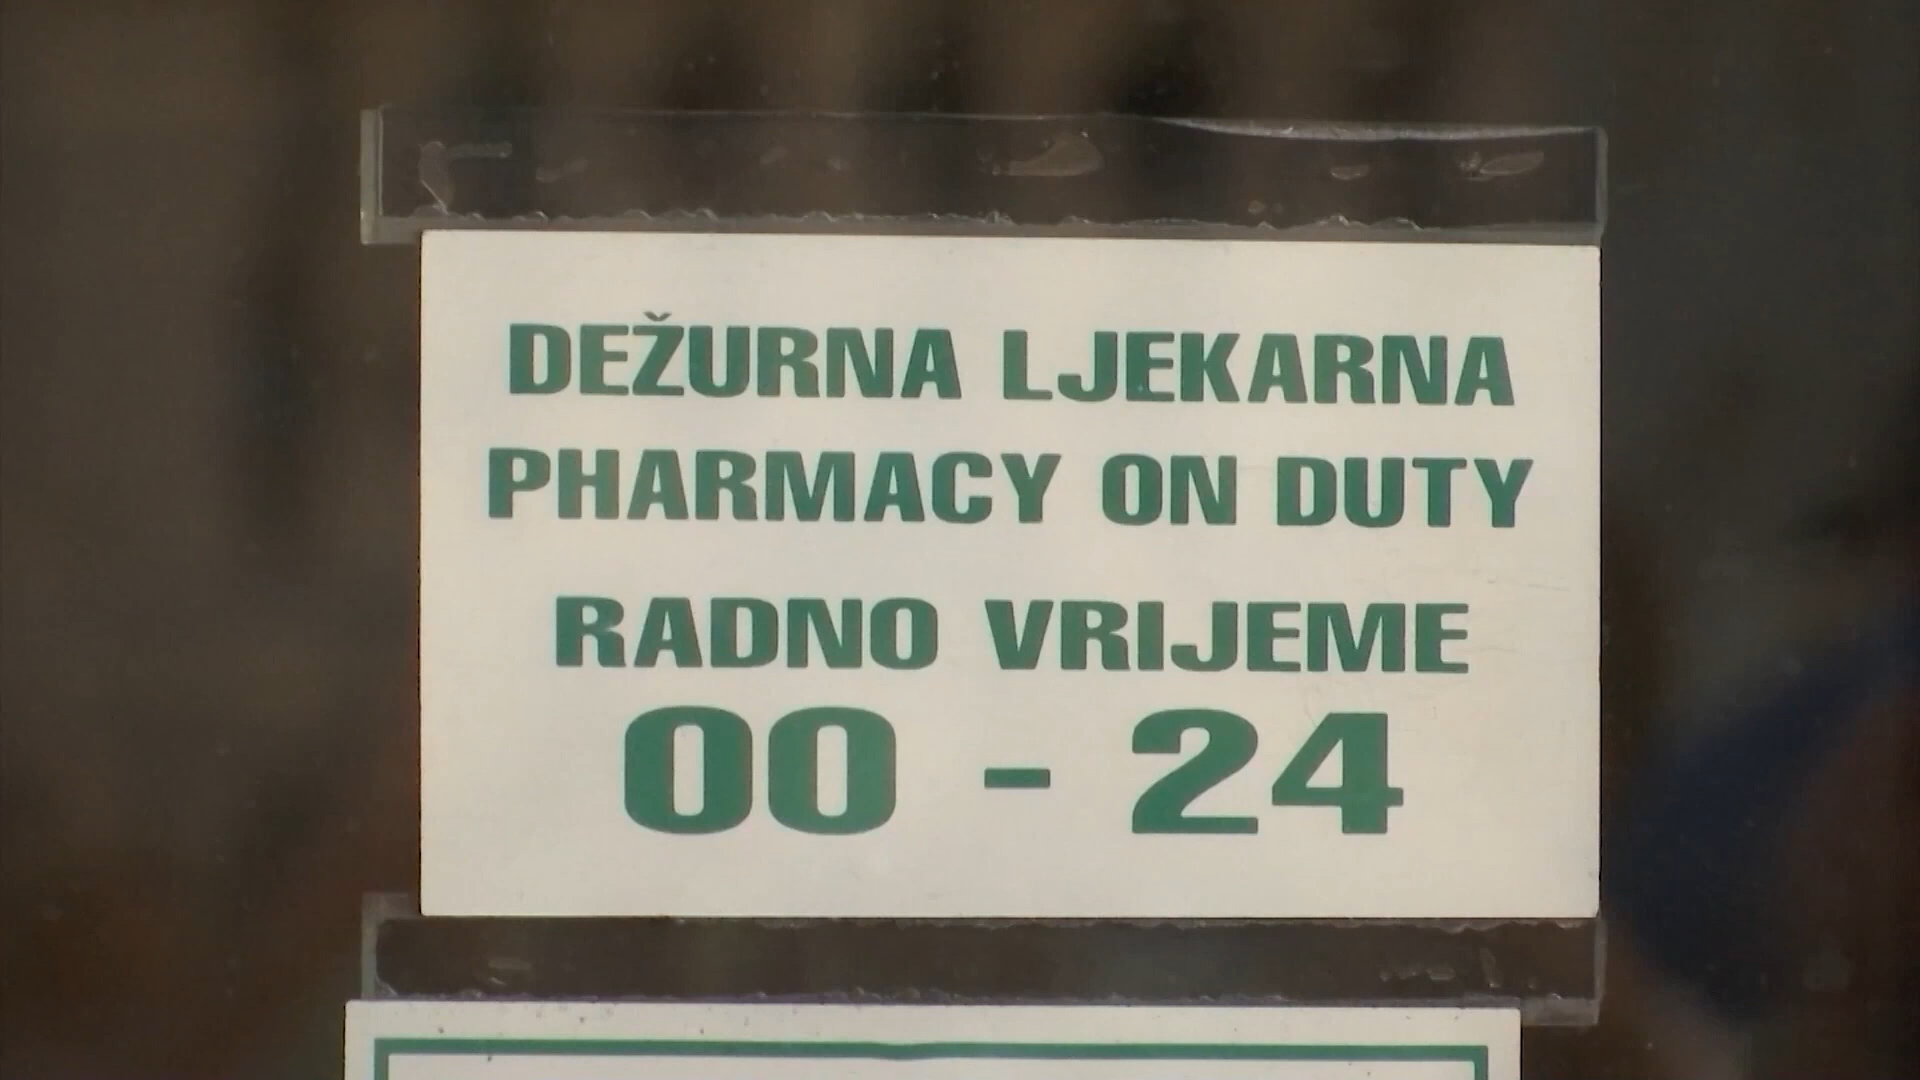 DEŽURNA LJEKARNA
PHARMACY ON DUTY
RADNO VRIJEME
00 - 24